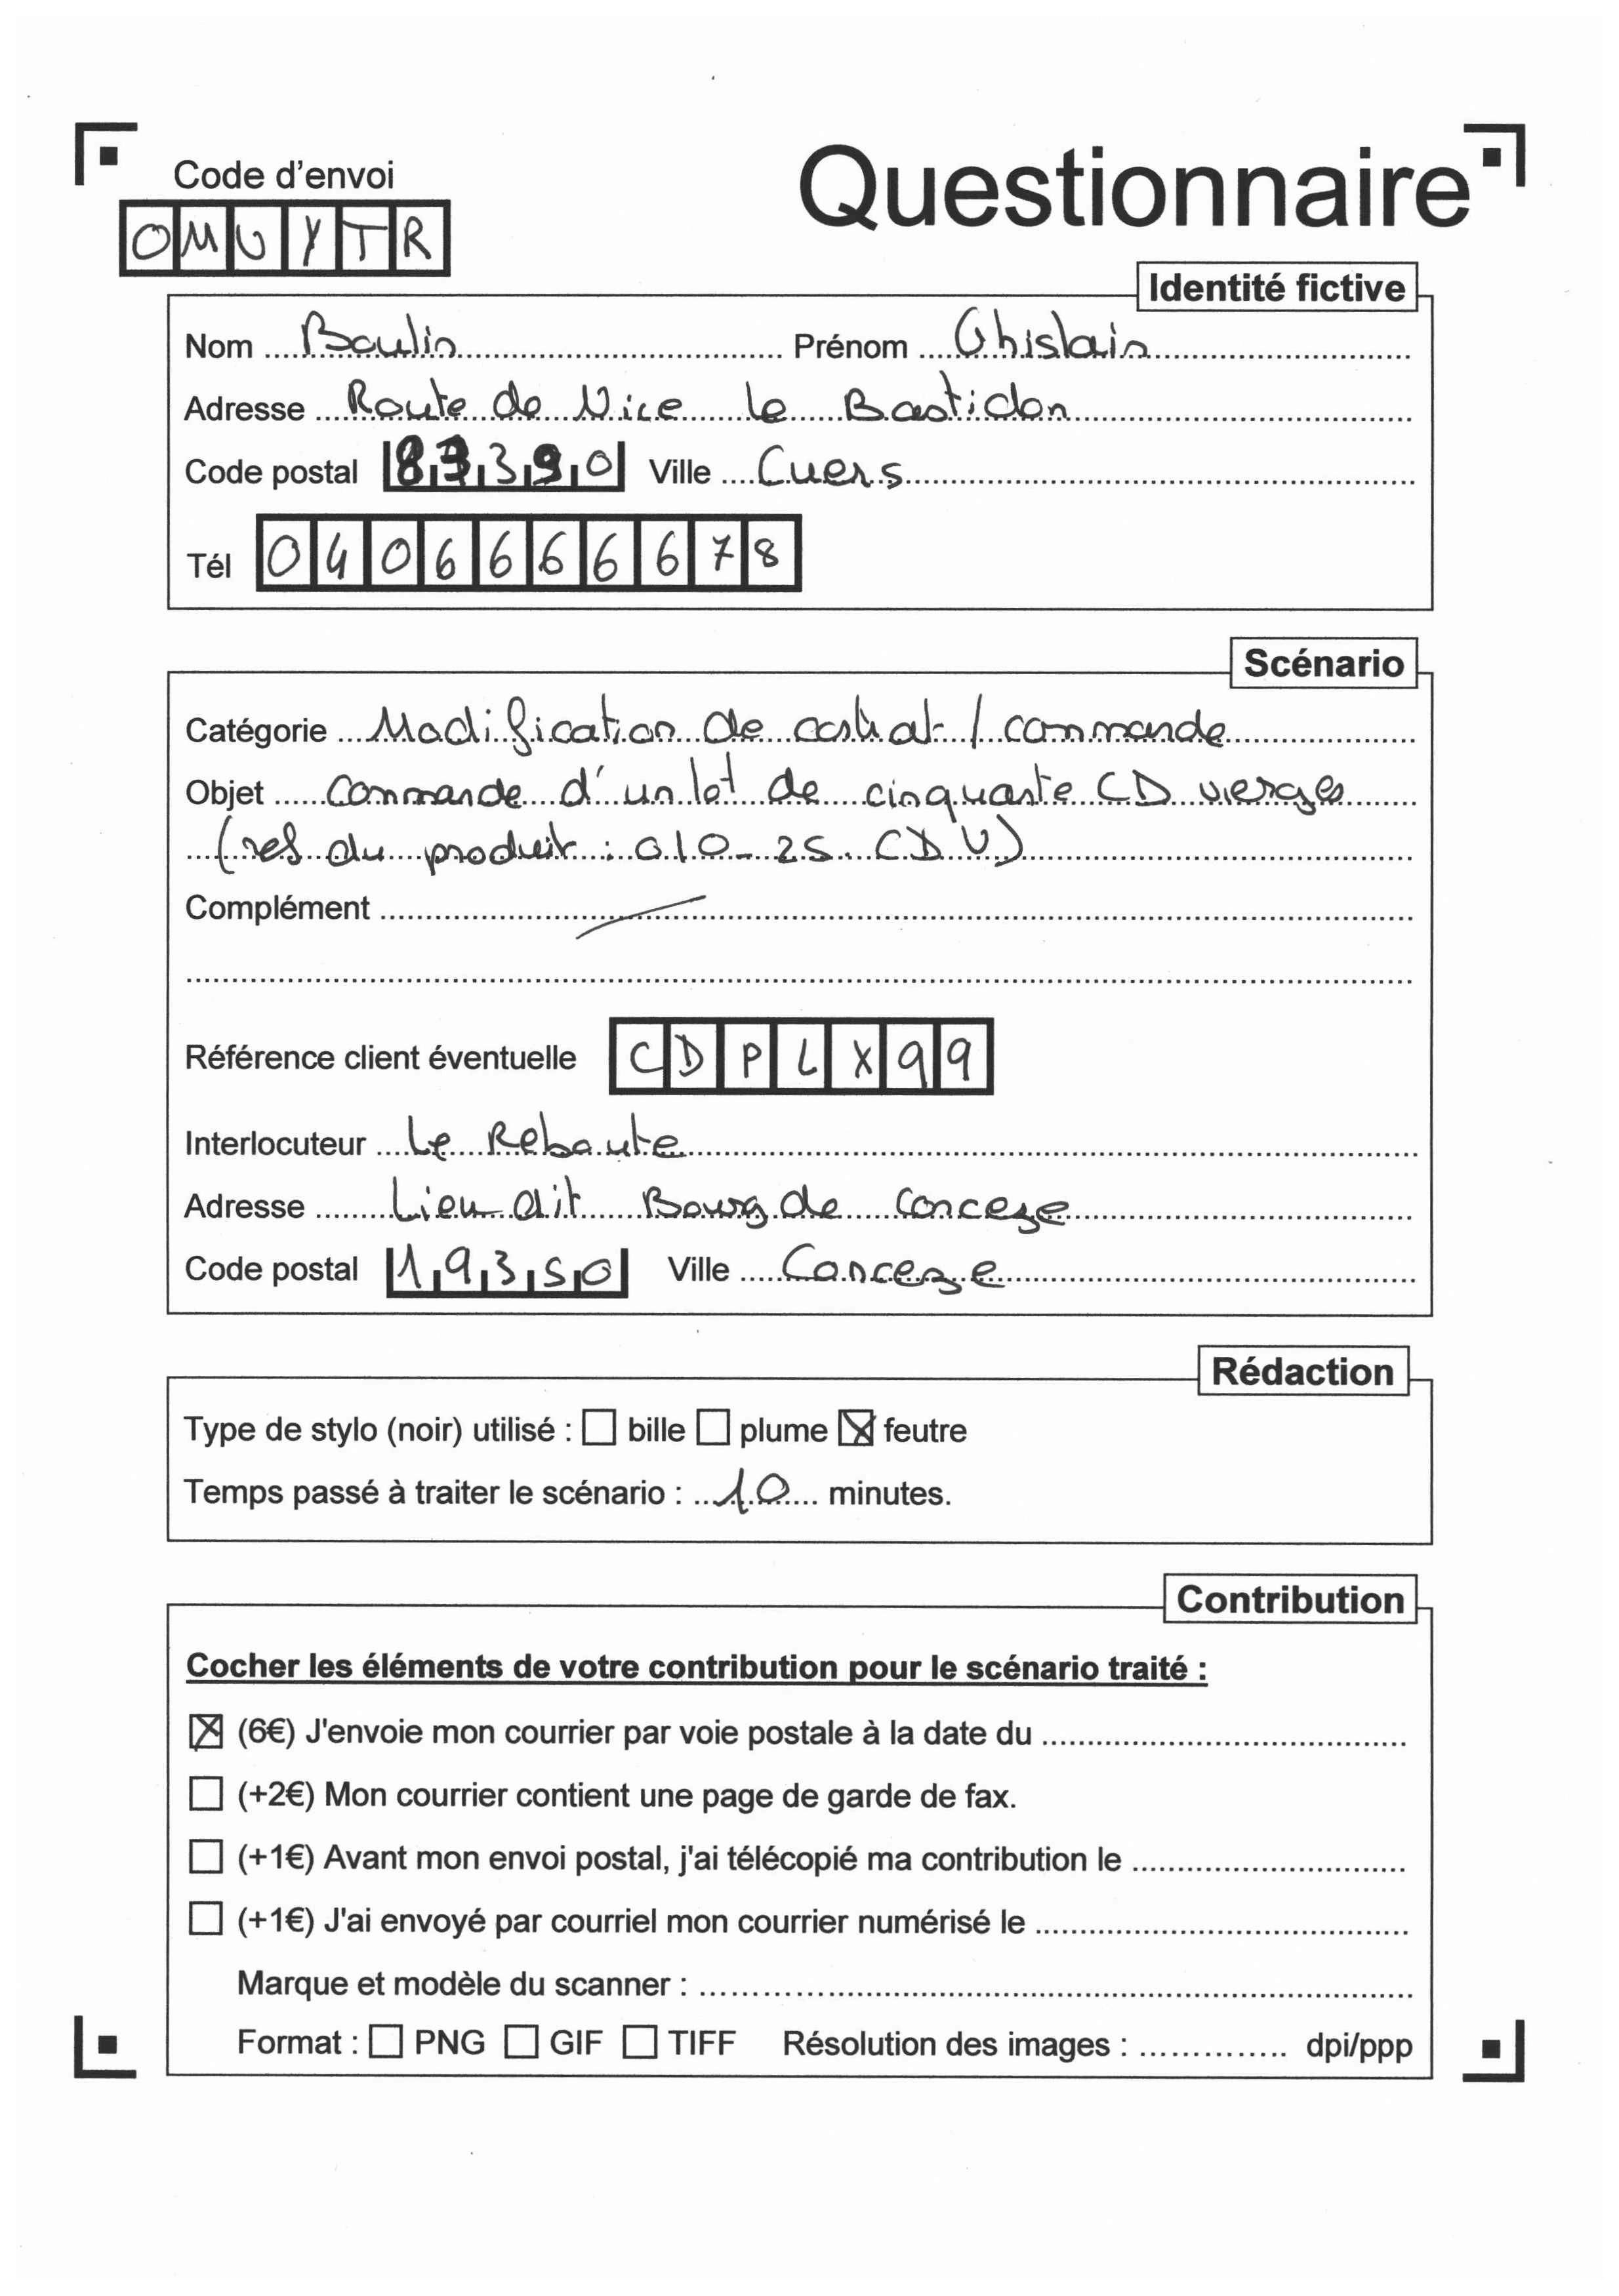 Code d'envoi
OMUYTR
Questionnaire
Identité fictive
Nom Baulin Prénom Ghislain
Adresse Route de Nice le Bastidon
Code postal 83390 Ville Cuers
Tél 0406666678
Scénario
Catégorie Modification de contrat / commande
Objet Commande d'un lot de cinquante CD vierges
(ref du produit : 010-25.CDV)
Complément
Référence client éventuelle CDPLX99
Interlocuteur Le Reboute
Adresse Lieu dit Bourg de Conceze
Code postal 19350 Ville Conceze
Rédaction
Type de stylo (noir) utilisé : bille plume feutre
Temps passé à traiter le scénario : 10 minutes.
Contribution
Cocher les éléments de votre contribution pour le scénario traité :
(6€) J'envoie mon courrier par voie postale à la date du
(+2€) Mon courrier contient une page de garde de fax.
(+1€) Avant mon envoi postal, j'ai télécopié ma contribution le
(+1€) J'ai envoyé par courriel mon courrier numérisé le
Marque et modèle du scanner :
Format : PNG GIF TIFF Résolution des images : dpi/ppp